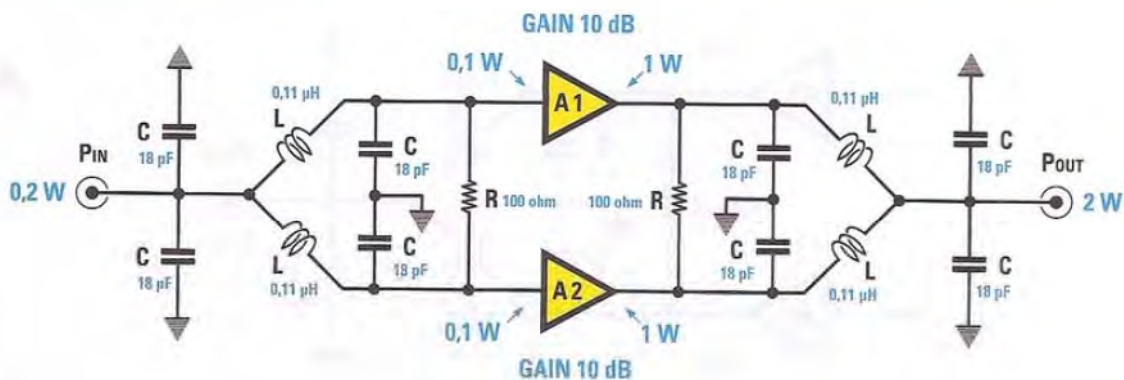 GAIN 10 dB
0,1 W
1 W
A1
0,11 µH
L
0,11 µH
L
C
18 pF
C
18 pF
C
18 pF
C
18 pF
PIN
0,2 W
R 100 ohm
100 ohm R
POUT
2 W
C
18 pF
L
0,11 µH
C
18 pF
C
18 pF
L
0,11 µH
C
18 pF
A2
0,1 W
1 W
GAIN 10 dB